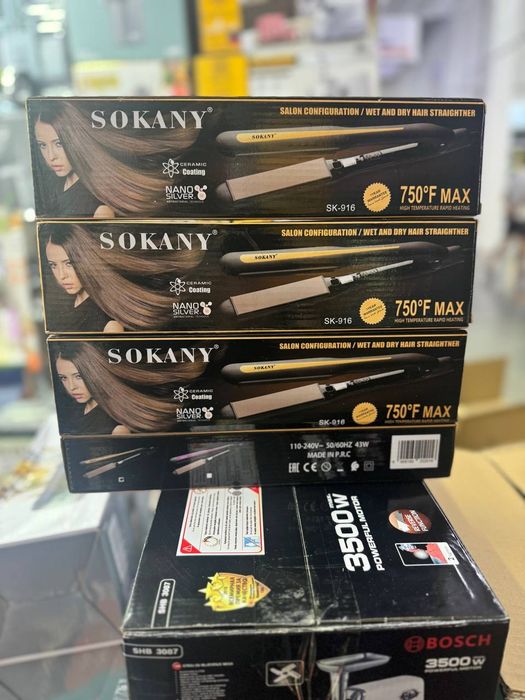 SOKANY®
SALON CONFIGURATION / WET AND DRY HAIR STRAIGHTNER
SOKANY
CERAMIC
Coating
NANO
SILVER
SK-916
750°F MAX
HIGH TEMPERATURE RAPID HEATING
SOKANY®
SALON CONFIGURATION / WET AND DRY HAIR STRAIGHTNER
SOKANY
CERAMIC
Coating
NANO
SILVER
SK-916
750°F MAX
HIGH TEMPERATURE RAPID HEATING
SOKANY®
SALON CONFIGURATION / WET AND DRY HAIR STRAIGHTNER
SOKANY
CERAMIC
Coating
NANO
SILVER
SK-916
750°F MAX
HIGH TEMPERATURE RAPID HEATING
110-240V~ 50/60HZ 43W
MADE IN P.R.C
3500W
POWERFUL MOTOR
SHB 3087
SHB 3087
BOSCH
3500W
POWERFUL MOTOR